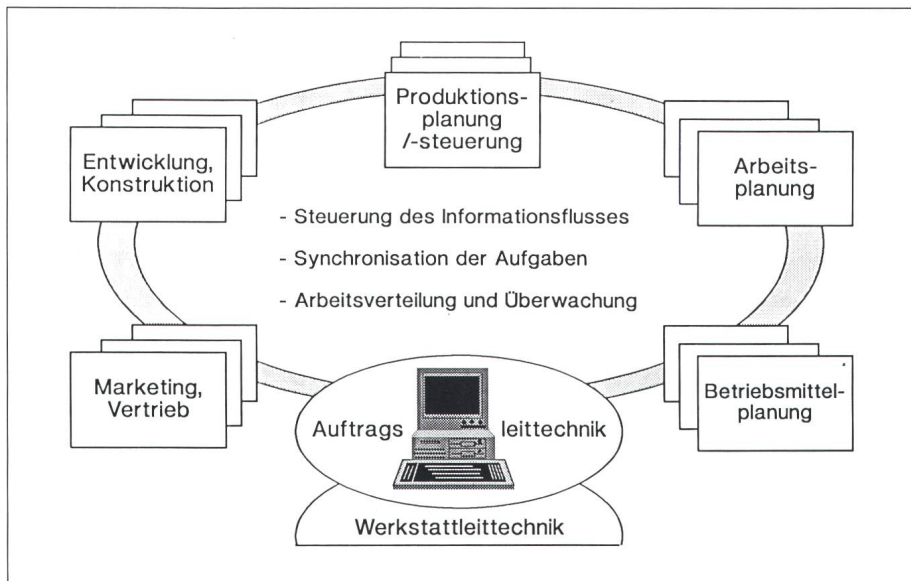 Produktions-
planung
/-steuerung
Entwicklung,
Konstruktion
Arbeits-
planung
- Steuerung des Informationsflusses
- Synchronisation der Aufgaben
- Arbeitsverteilung und Überwachung
Marketing,
Vertrieb
Betriebsmittel-
planung
Auftrags leittechnik
Werkstattleittechnik